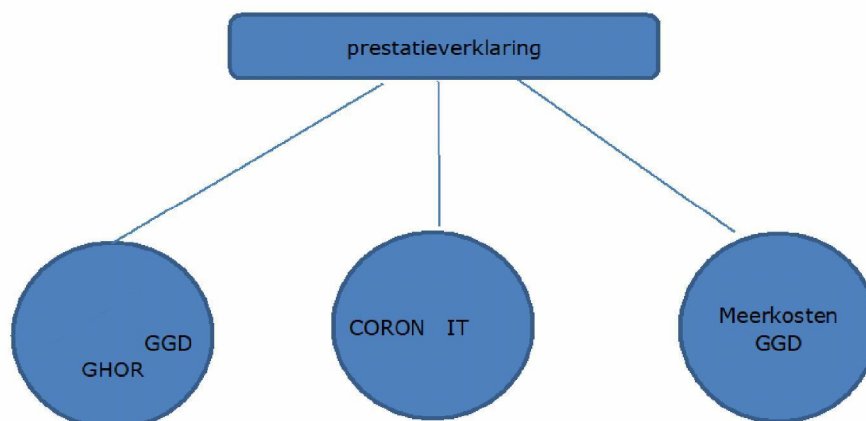 prestatieverklaring
GGD
GHOR
CORON IT
Meerkosten
GGD